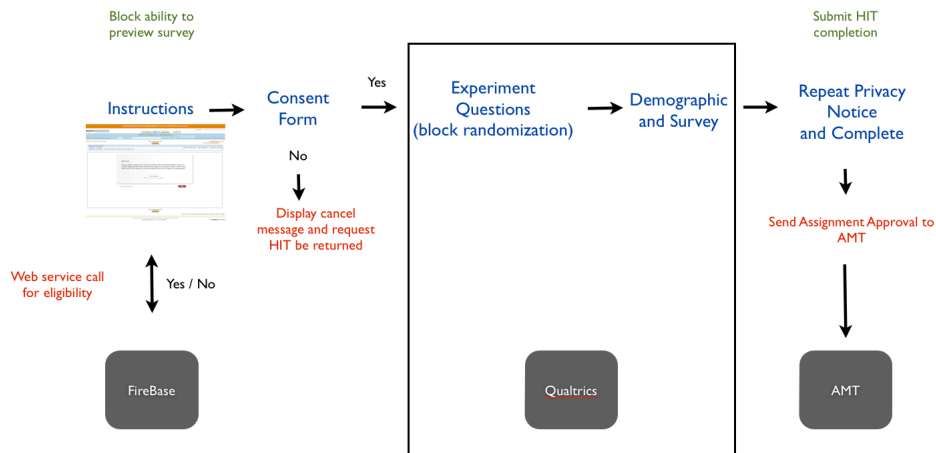 Block ability to
preview survey
Submit HIT
completion
Instructions
Consent
Form
Yes
Experiment
Questions
(block randomization)
Demographic
and Survey
Repeat Privacy
Notice
and Complete
No
Display cancel
message and request
HIT be returned
Send Assignment Approval to
AMT
Web service call
for eligibility
Yes / No
FireBase
Qualtrics
AMT